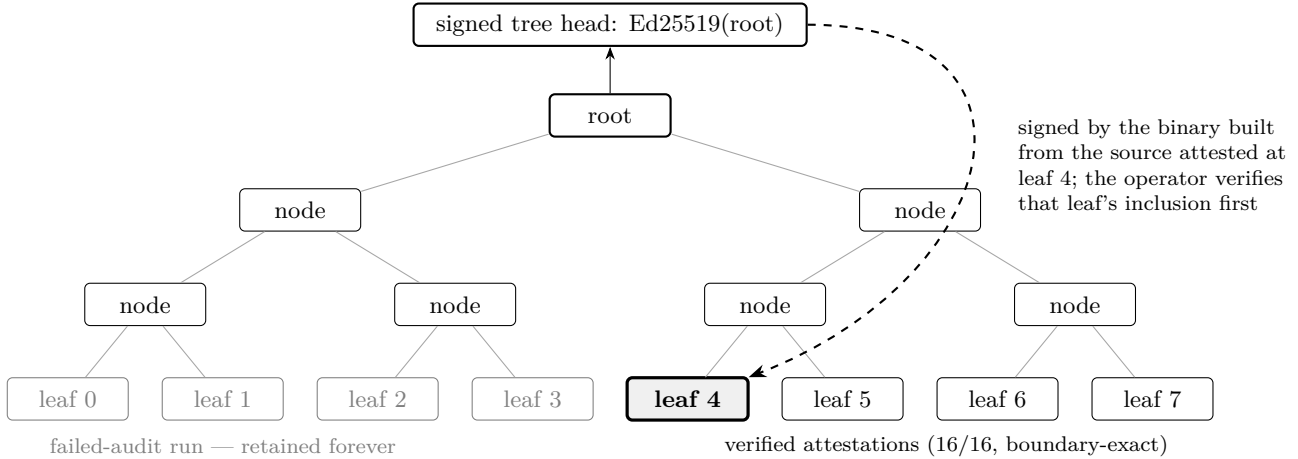 signed tree head: Ed25519(root)
root
signed by the binary built
from the source attested at
leaf 4; the operator verifies
that leaf's inclusion first
node
node
node
node
node
node
leaf 0
leaf 1
leaf 2
leaf 3
leaf 4
leaf 5
leaf 6
leaf 7
failed-audit run — retained forever
verified attestations (16/16, boundary-exact)